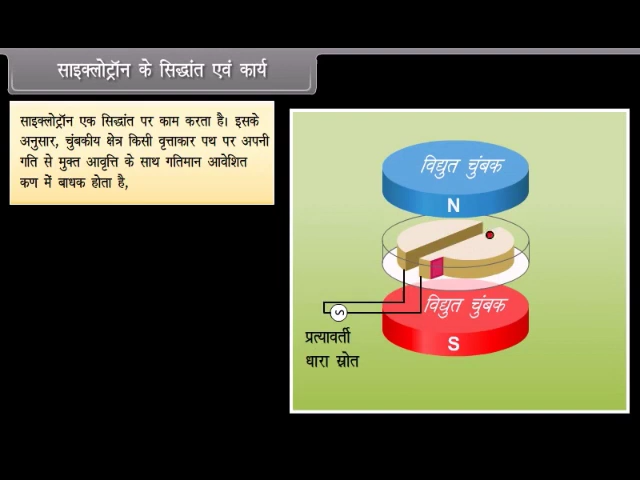 साइक्लोट्रॉन के सिद्धांत एवं कार्य
साइक्लोट्रॉन एक सिद्धांत पर काम करता है। इसके
अनुसार, चुंबकीय क्षेत्र किसी वृत्ताकार पथ पर अपनी
गति से मुक्त आवृत्ति के साथ गतिमान आवेशित
कण में बाधक होता है,
विद्युत चुंबक
N
विद्युत चुंबक
S
S
प्रत्यावर्ती
धारा स्रोत